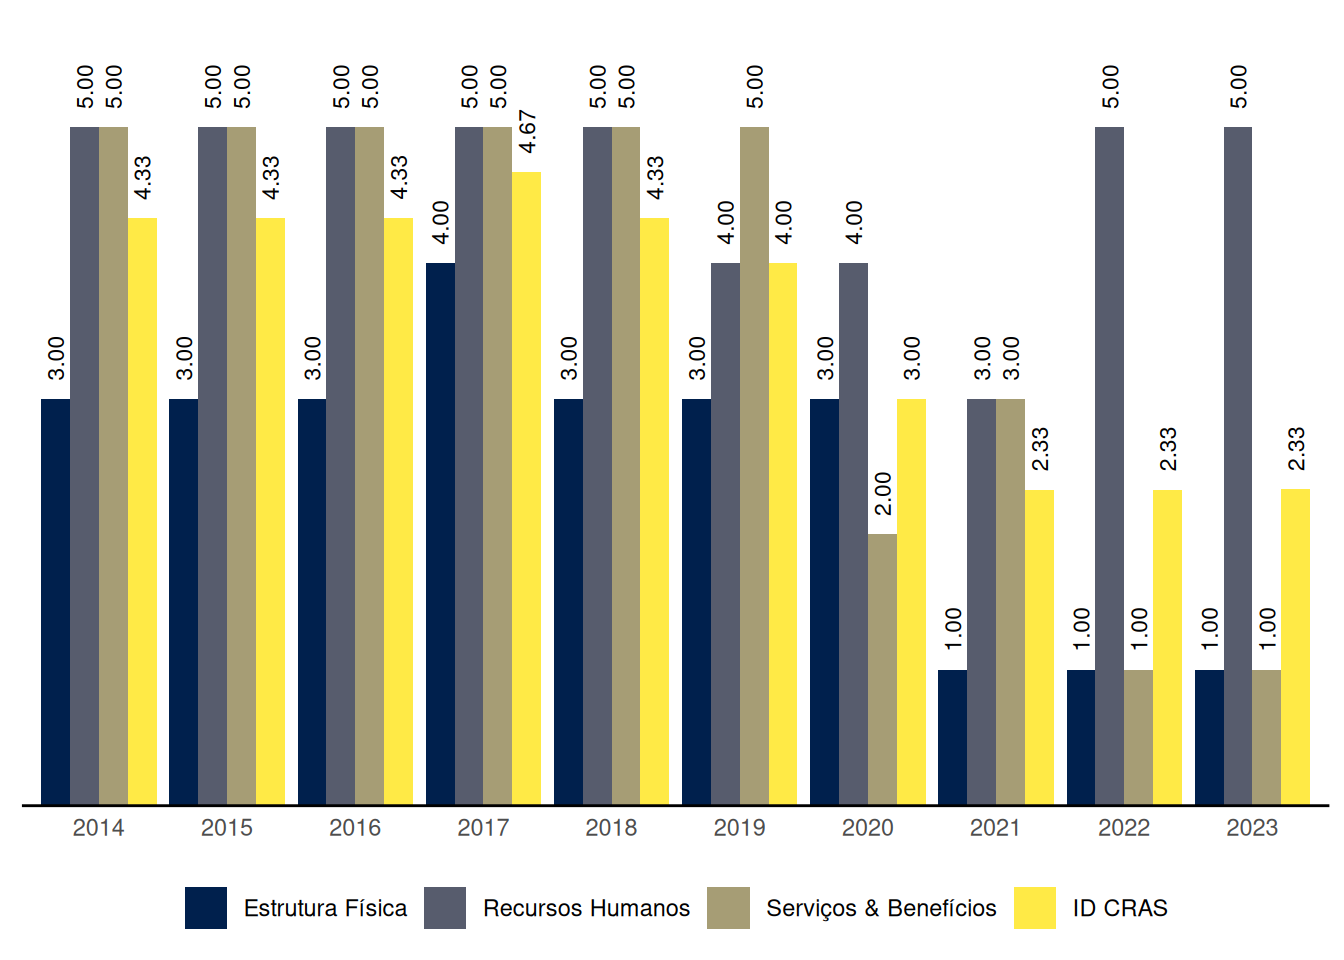 5.00 5.00 5.00 5.00 5.00 5.00 5.00 5.00 5.00 5.00 5.00 5.00 5.00
4.67
4.33 4.33 4.33 4.33
4.00 4.00 4.00 4.00
3.00 3.00 3.00 3.00 3.00 3.00 3.00 3.00 3.00
2.33 2.33 2.33
2.00
1.00 1.00 1.00 1.00 1.00
2014 2015 2016 2017 2018 2019 2020 2021 2022 2023
Estrutura Física Recursos Humanos Serviços & Benefícios ID CRAS